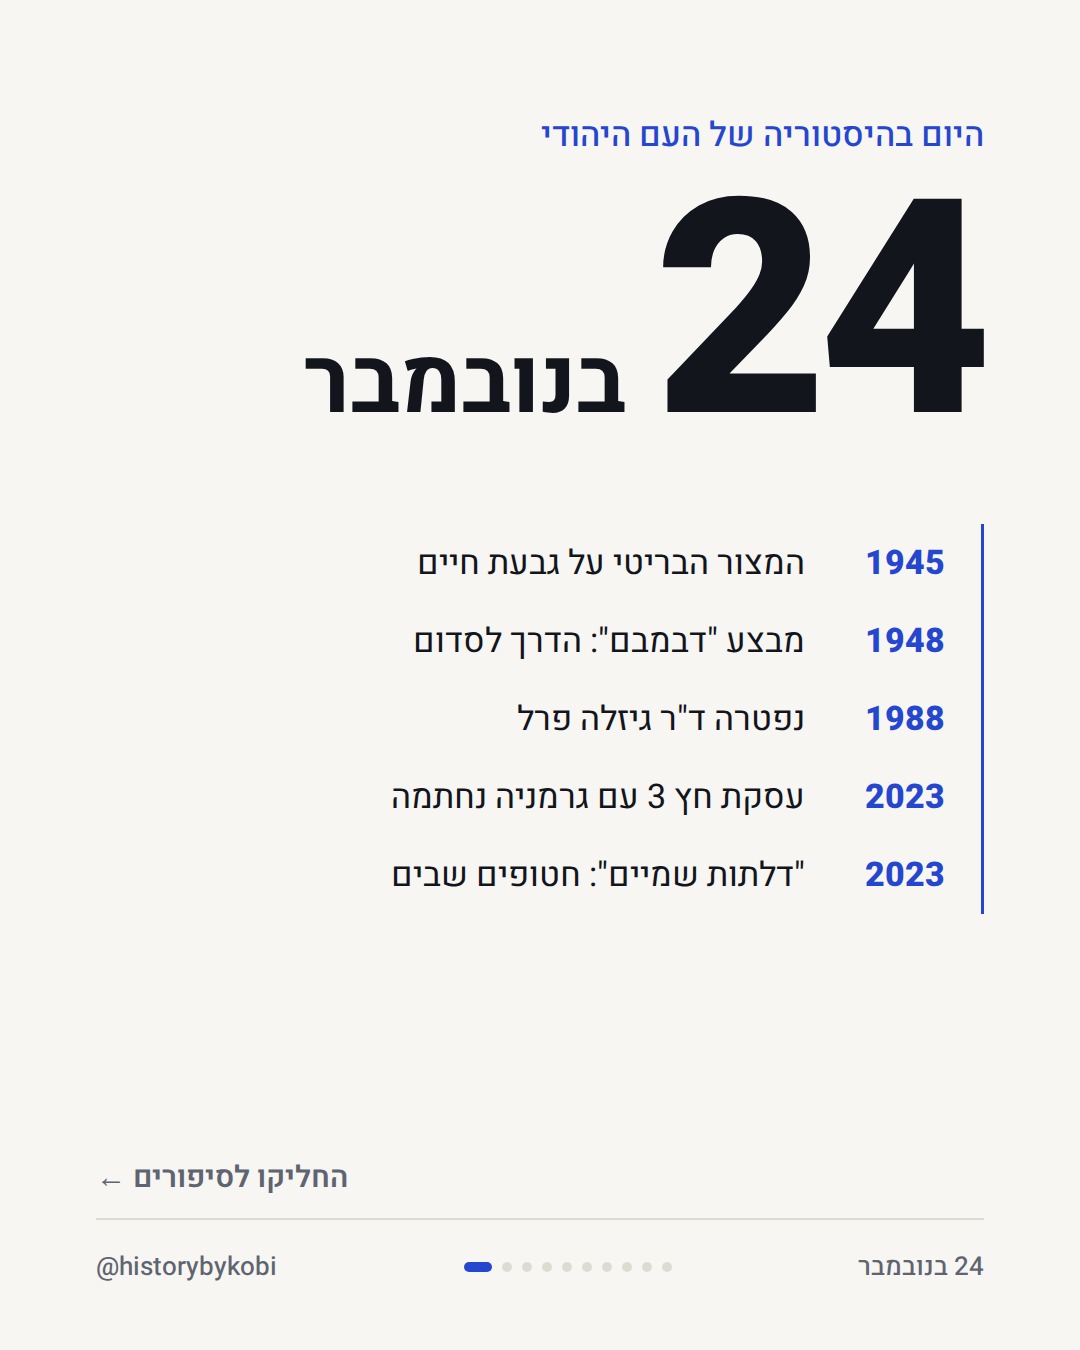 היום בהיסטוריה של העם היהודי
24 בנובמבר
1945 המצור הבריטי על גבעת חיים
1948 מבצע "דבמבם": הדרך לסדום
1988 נפטרה ד"ר גיזלה פרל
2023 עסקת חץ 3 עם גרמניה נחתמה
2023 "דלתות שמיים": חטופים שבים
החליקו לסיפורים ←
24 בנובמבר
@historybykobi